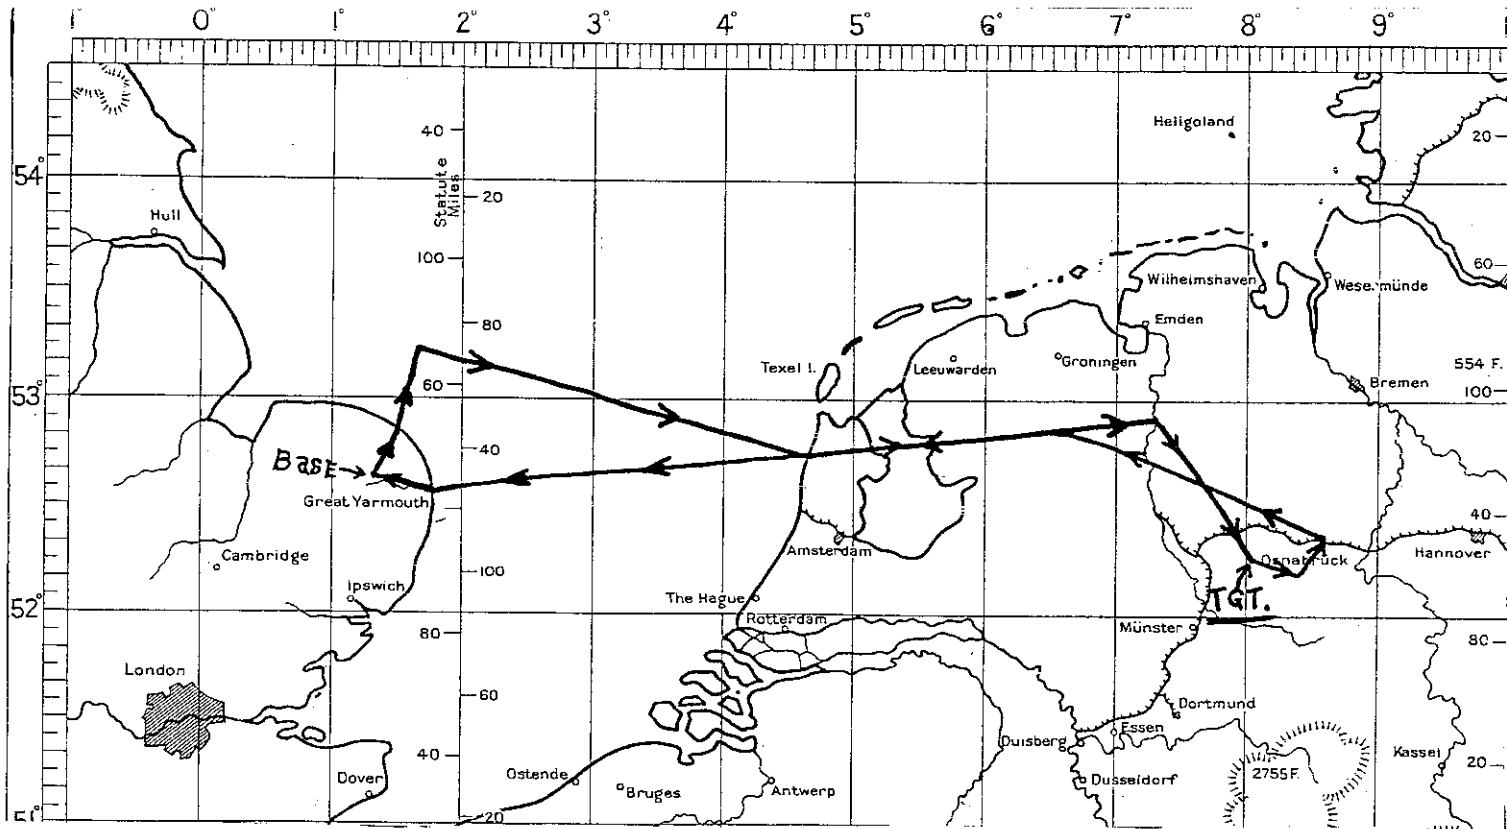 1° 0° 1° 2° 3° 4° 5° 6° 7° 8° 9° 10°
40
Heligoland
20
54°
Statute Miles
20
Hull
100
60
Wilhelmshaven
Wesermünde
80
Emden
Texel I.
Leeuwarden
Groningen
554 F.
60
Bremen
100
53°
40
BASE
Great Yarmouth
40
Amsterdam
Osnabrück
Hannover
Cambridge
100
Ipswich
The Hague
TGT.
52°
Rotterdam
80
Münster
80
London
60
Dortmund
Essen
Duisberg
40
Kassel
Ostende
2755 F.
20
Dover
Bruges
Antwerp
Dusseldorf
51°
20